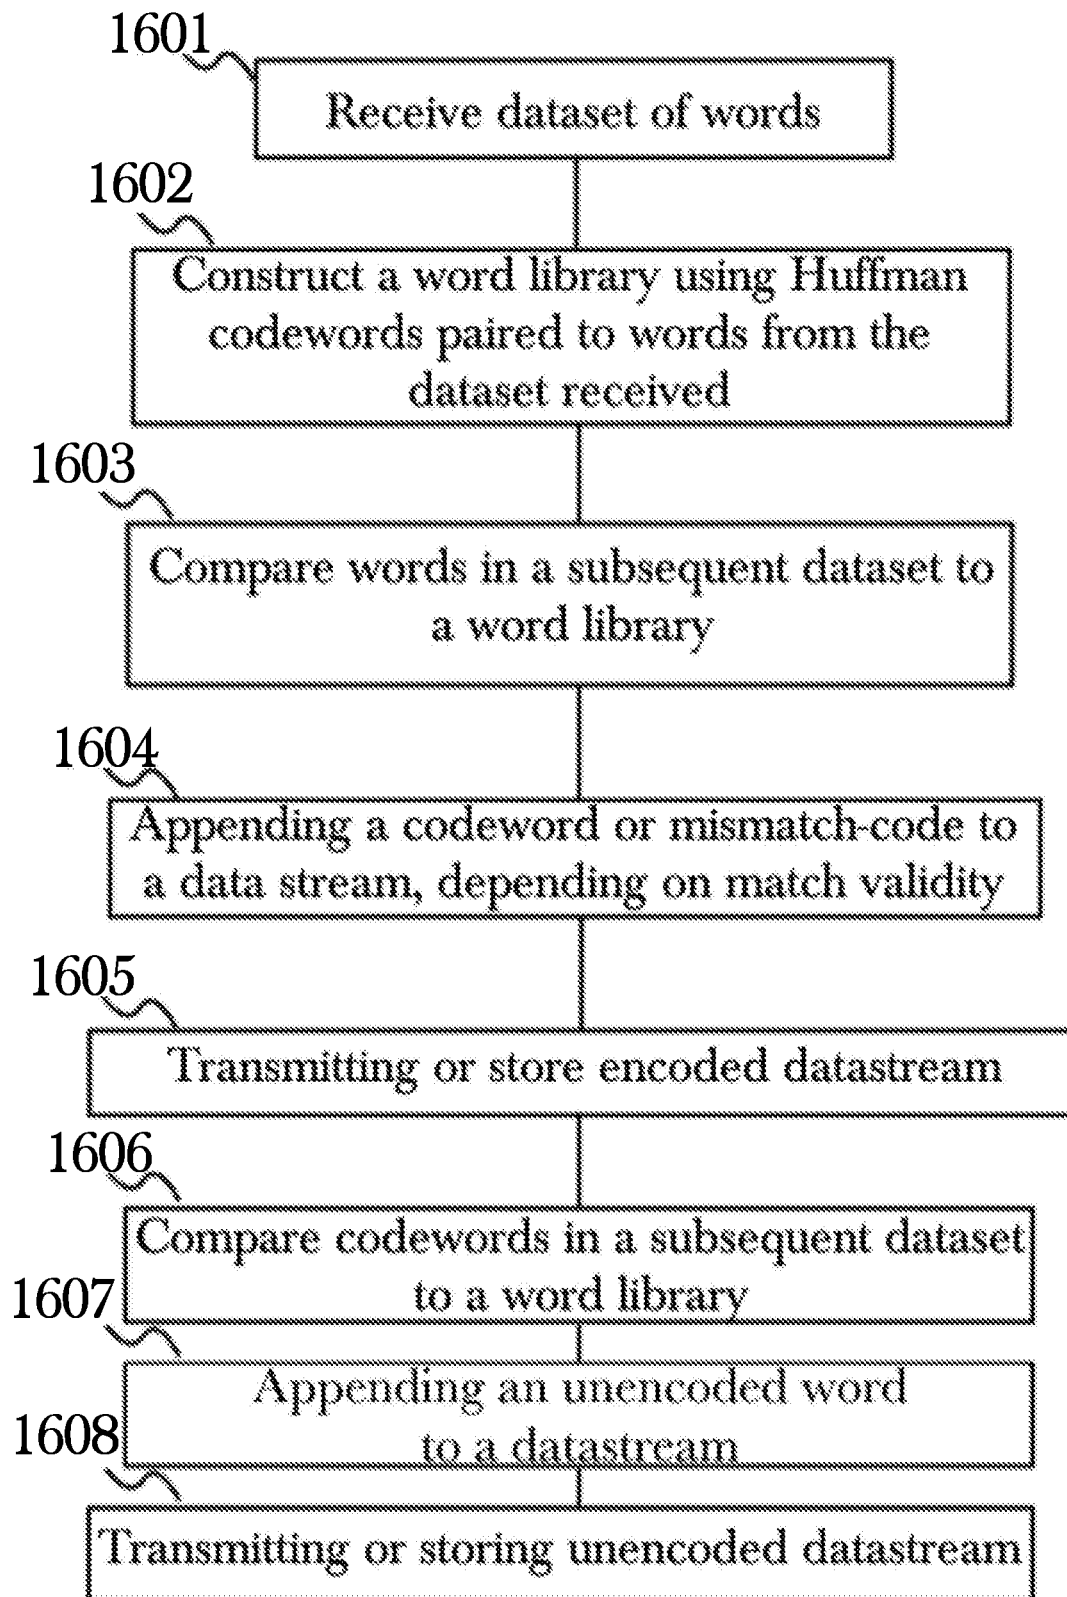 1601
Receive dataset of words
1602
Construct a word library using Huffman
codewords paired to words from the
dataset received
1603
Compare words in a subsequent dataset to
a word library
1604
Appending a codeword or mismatch-code to
a data stream, depending on match validity
1605
Transmitting or store encoded datastream
1606
Compare codewords in a subsequent dataset
to a word library
1607
Appending an unencoded word
to a datastream
1608
Transmitting or storing unencoded datastream